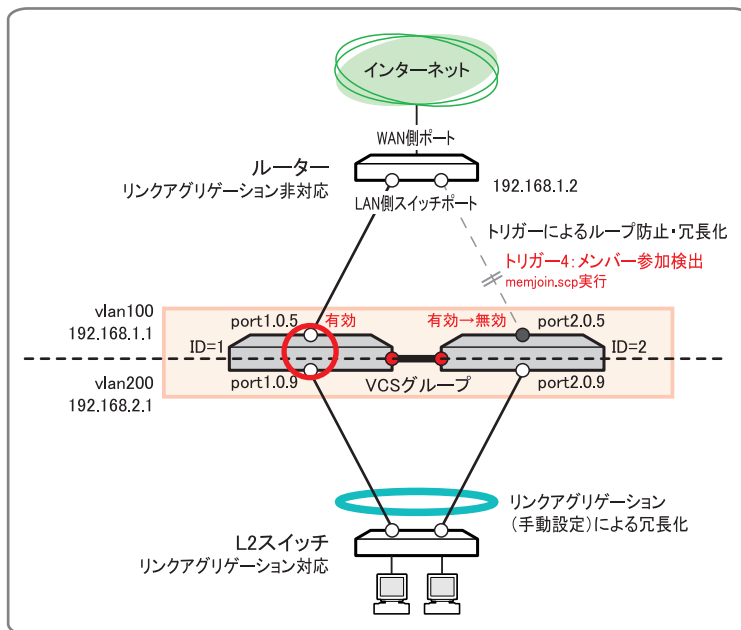 インターネット
WAN側ポート
ルーター
リンクアグリゲーション非対応
192.168.1.2
LAN側スイッチポート
トリガーによるループ防止・冗長化
トリガー4:メンバー参加検出
memjoin.scp実行
vlan100
192.168.1.1
port1.0.5
有効
有効→無効
port2.0.5
ID=1
ID=2
vlan200
192.168.2.1
port1.0.9
VCSグループ
port2.0.9
リンクアグリゲーション
(手動設定)による冗長化
L2スイッチ
リンクアグリゲーション対応